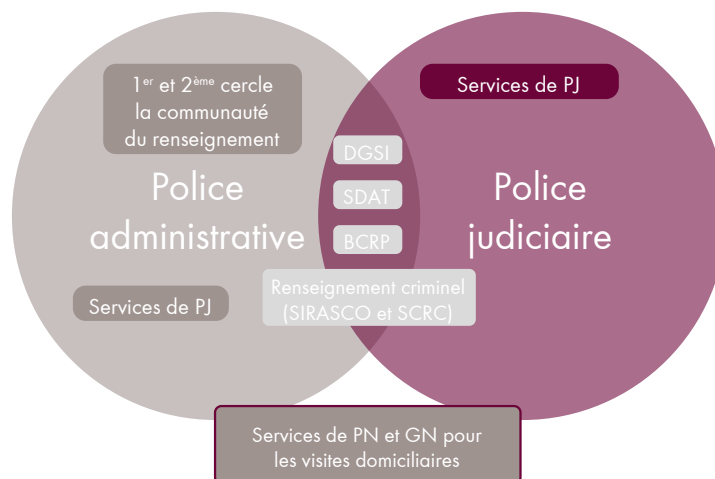 1er et 2ème cercle
la communauté
du renseignement
Services de PJ
DGSI
SDAT
BCRP
Police
administrative
Police
judiciaire
Services de PJ
Renseignement criminel
(SIRASCO et SCRC)
Services de PN et GN pour
les visites domiciliaires